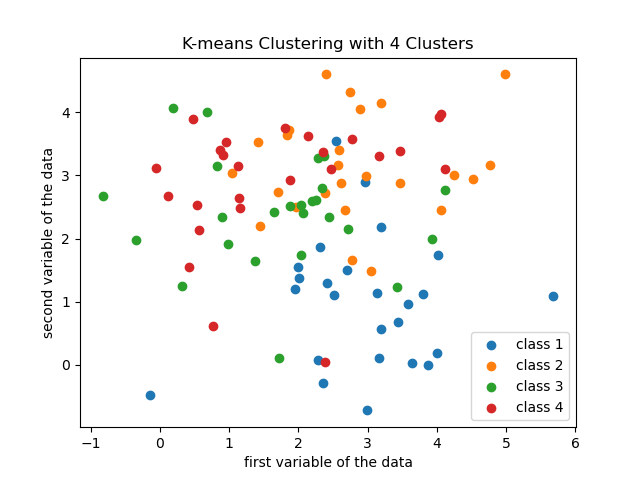 K-means Clustering with 4 Clusters
second variable of the data
4
3
2
1
0
−1 0 1 2 3 4 5 6
first variable of the data
class 1
class 2
class 3
class 4